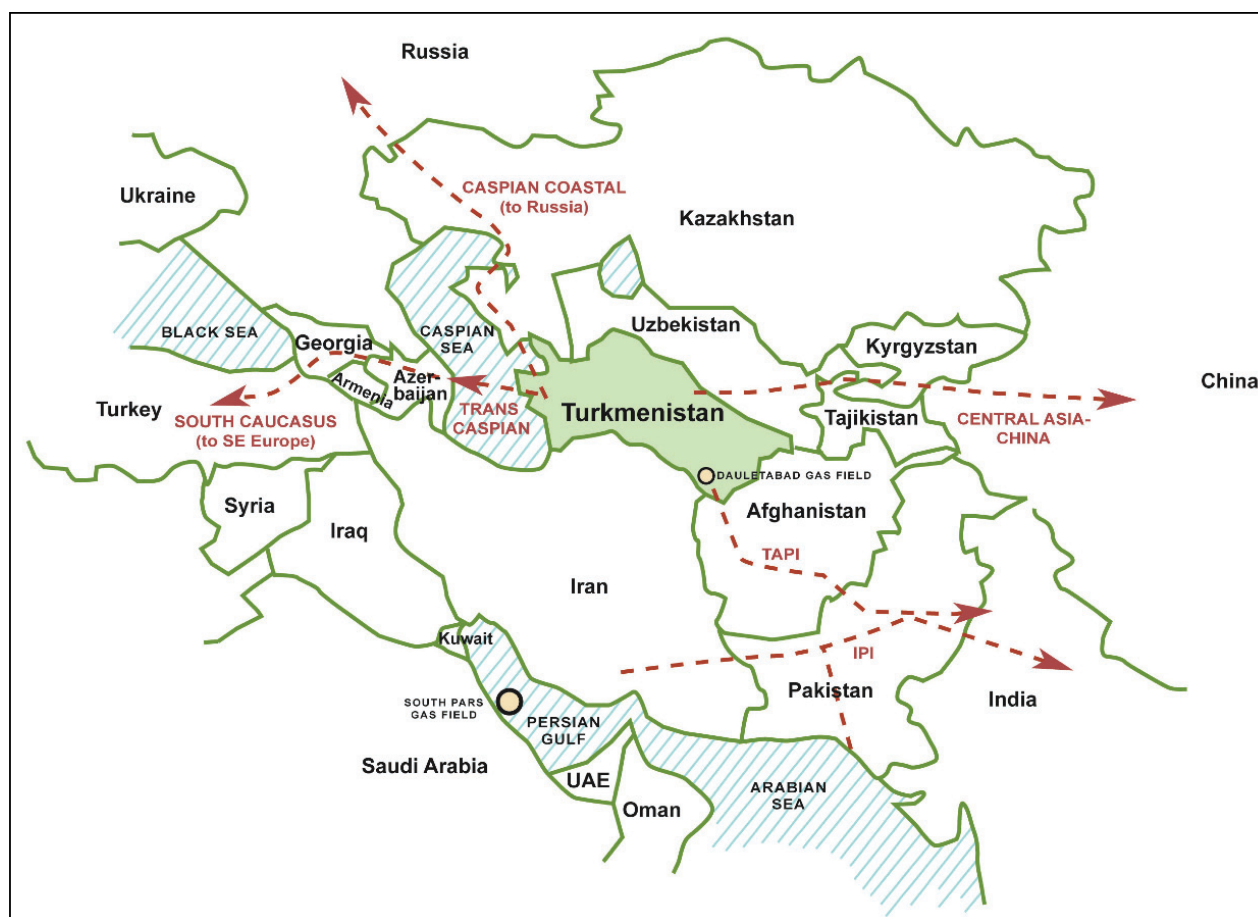 Russia
Ukraine
CASPIAN COASTAL
(to Russia)
Kazakhstan
BLACK SEA
Georgia
CASPIAN
SEA
Uzbekistan
Kyrgyzstan
Armenia
Azer-
baijan
Turkey
SOUTH CAUCASUS
(to SE Europe)
TRANS
CASPIAN
Turkmenistan
Tajikistan
China
CENTRAL ASIA-
CHINA
DAULETABAD GAS FIELD
Syria
Iraq
Afghanistan
TAPI
Iran
Kuwait
IPI
Pakistan
India
SOUTH PARS
GAS FIELD
PERSIAN
GULF
Saudi Arabia
UAE
Oman
ARABIAN
SEA